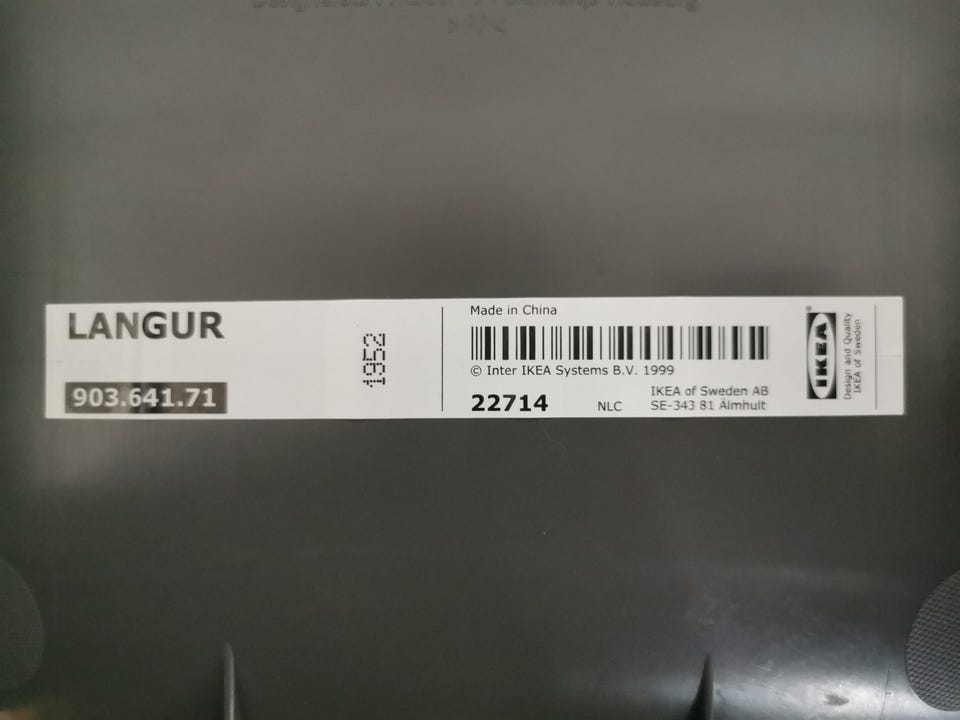 LANGUR
903.641.71
1952
Made in China
© Inter IKEA Systems B.V. 1999
22714
NLC
IKEA of Sweden AB
SE-343 81 Älmhult
IKEA
Design and Quality
IKEA of Sweden